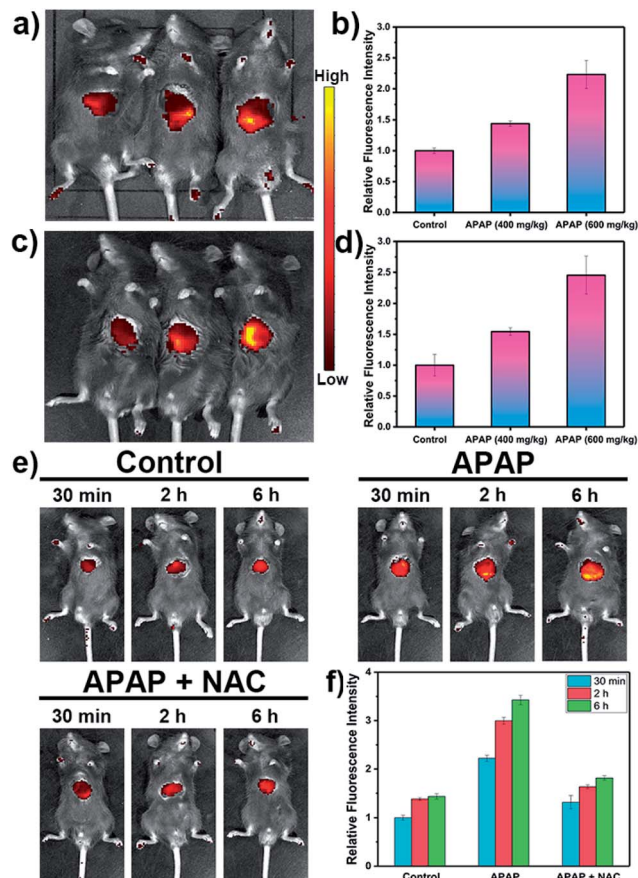 a)
High
Low
b)
Relative Fluorescence Intensity
3.0
2.5
2.0
1.5
1.0
0.5
0.0
Control APAP (400 mg/kg) APAP (600 mg/kg)
c)
d)
Relative Fluorescence Intensity
3.0
2.5
2.0
1.5
1.0
0.5
0.0
Control APAP (400 mg/kg) APAP (600 mg/kg)
e)
Control
30 min 2 h 6 h
APAP
30 min 2 h 6 h
APAP + NAC
30 min 2 h 6 h
f)
Relative Fluorescence Intensity
4
3
2
1
0
30 min
2 h
6 h
Control APAP APAP + NAC